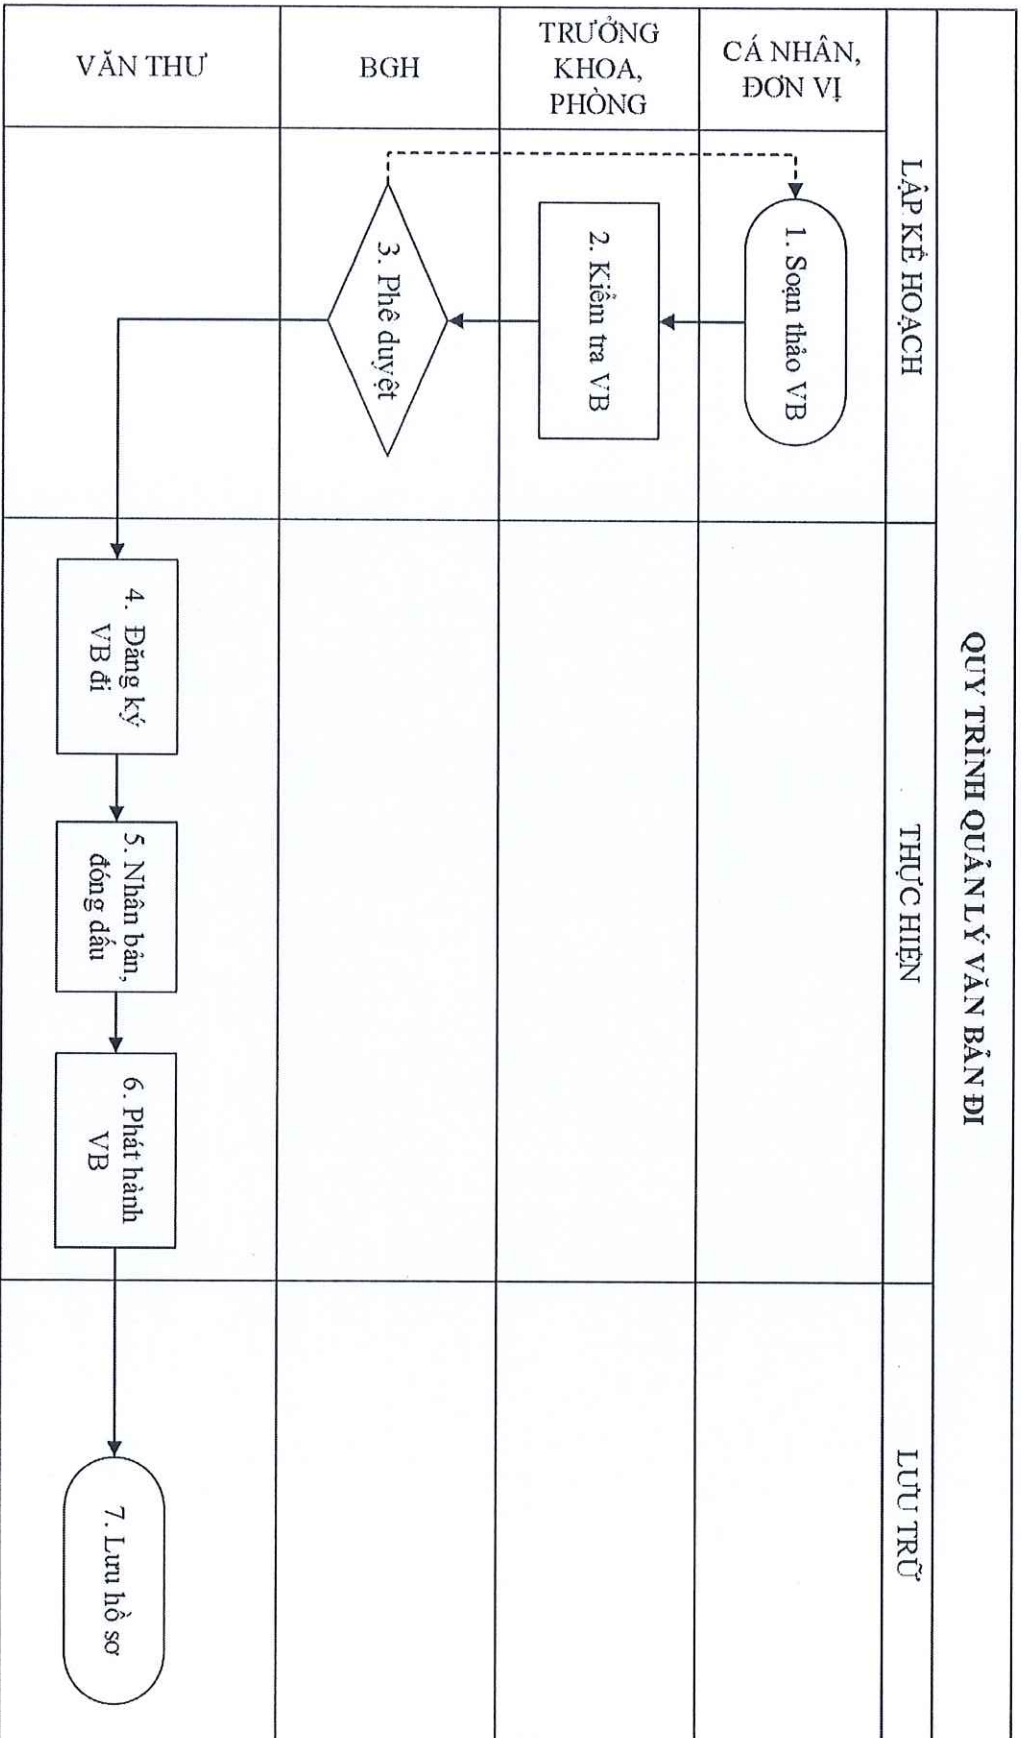 QUY TRÌNH QUẢN LÝ VĂN BẢN ĐI
LẬP KẾ HOẠCH
THỰC HIỆN
LƯU TRỮ
CÁ NHÂN,
ĐƠN VỊ
1. Soạn thảo VB
TRƯỞNG
KHOA,
PHÒNG
2. Kiểm tra VB
BGH
3. Phê duyệt
VĂN THƯ
4. Đăng ký
VB đi
5. Nhân bản,
đóng dấu
6. Phát hành
VB
7. Lưu hồ sơ